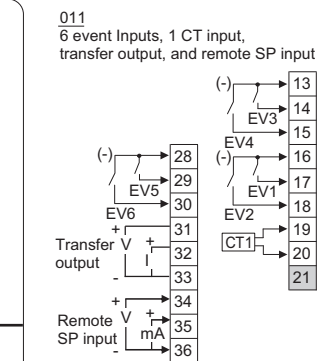 011
6 event Inputs, 1 CT input,
transfer output, and remote SP input
(-)
13
14
EV3
15
EV4
(-)
16
17
EV1
18
EV2
19
CT1
20
21
(-)
28
29
EV5
30
EV6
31
+
Transfer output
V
+
I
32
-
33
34
+
Remote SP input
V
+
mA
35
-
36